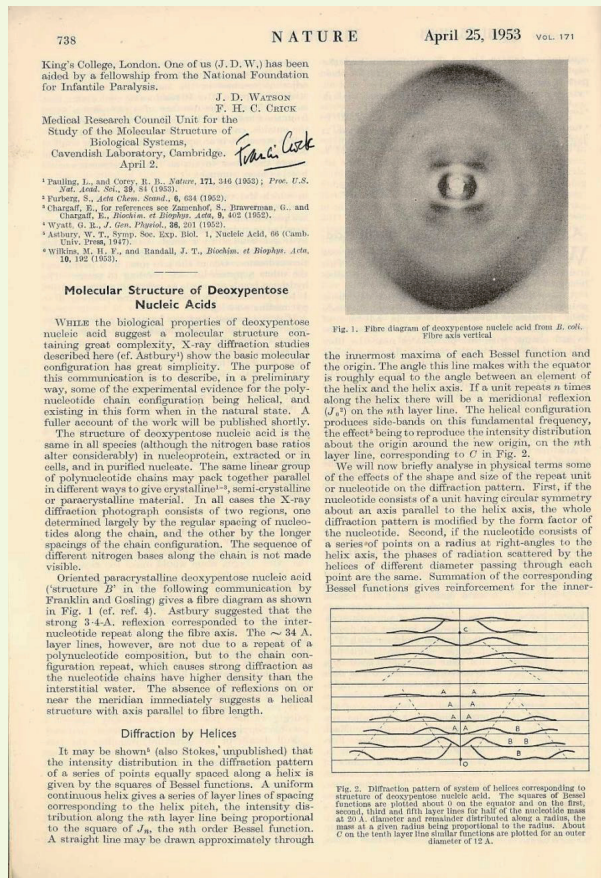 738
NATURE
April 25, 1953 VOL. 171
King's College, London. One of us (J. D. W.) has been
aided by a fellowship from the National Foundation
for Infantile Paralysis.
J. D. WATSON
F. H. C. CRICK
Medical Research Council Unit for the
Study of the Molecular Structure of
Biological Systems,
Cavendish Laboratory, Cambridge.
April 2.
Francis Crick
¹ Pauling, L., and Corey, R. B., Nature, 171, 346 (1953); Proc. U.S.
Nat. Acad. Sci., 39, 84 (1953).
² Furberg, S., Acta Chem. Scand., 6, 634 (1952).
³ Chargaff, E., for references see Zamenhof, S., Brawerman, G., and
Chargaff, E., Biochim. et Biophys. Acta, 9, 402 (1952).
⁴ Wyatt, G. R., J. Gen. Physiol., 36, 201 (1952).
⁵ Astbury, W. T., Symp. Soc. Exp. Biol. 1, Nucleic Acid, 66 (Camb.
Univ. Press, 1947).
⁶ Wilkins, M. H. F., and Randall, J. T., Biochim. et Biophys. Acta,
10, 192 (1953).
Molecular Structure of Deoxypentose
Nucleic Acids
WHILE the biological properties of deoxypentose
nucleic acid suggest a molecular structure con-
taining great complexity, X-ray diffraction studies
described here (cf. Astbury¹) show the basic molecular
configuration has great simplicity. The purpose of
this communication is to describe, in a preliminary
way, some of the experimental evidence for the poly-
nucleotide chain configuration being helical, and
existing in this form when in the natural state. A
fuller account of the work will be published shortly.
The structure of deoxypentose nucleic acid is the
same in all species (although the nitrogen base ratios
alter considerably) in nucleoprotein, extracted or in
cells, and in purified nucleate. The same linear group
of polynucleotide chains may pack together parallel
in different ways to give crystalline¹⁻³, semi-crystalline
or paracrystalline material. In all cases the X-ray
diffraction photograph consists of two regions, one
determined largely by the regular spacing of nucleo-
tides along the chain, and the other by the longer
spacings of the chain configuration. The sequence of
different nitrogen bases along the chain is not made
visible.
Oriented paracrystalline deoxypentose nucleic acid
('structure B' in the following communication by
Franklin and Gosling) gives a fibre diagram as shown
in Fig. 1 (cf. ref. 4). Astbury suggested that the
strong 3·4-A. reflexion corresponded to the inter-
nucleotide repeat along the fibre axis. The ∼ 34 A.
layer lines, however, are not due to a repeat of a
polynucleotide composition, but to the chain con-
figuration repeat, which causes strong diffraction as
the nucleotide chains have higher density than the
interstitial water. The absence of reflexions on or
near the meridian immediately suggests a helical
structure with axis parallel to fibre length.
Diffraction by Helices
It may be shown⁵ (also Stokes, unpublished) that
the intensity distribution in the diffraction pattern
of a series of points equally spaced along a helix is
given by the squares of Bessel functions. A uniform
continuous helix gives a series of layer lines of spacing
corresponding to the helix pitch, the intensity dis-
tribution along the nth layer line being proportional
to the square of Jn, the nth order Bessel function.
A straight line may be drawn approximately through
Fig. 1. Fibre diagram of deoxypentose nucleic acid from B. coli.
Fibre axis vertical
the innermost maxima of each Bessel function and
the origin. The angle this line makes with the equator
is roughly equal to the angle between an element of
the helix and the helix axis. If a unit repeats n times
along the helix there will be a meridional reflexion
(J₀²) on the nth layer line. The helical configuration
produces side-bands on this fundamental frequency,
the effect⁵ being to reproduce the intensity distribution
about the origin around the new origin, on the nth
layer line, corresponding to C in Fig. 2.
We will now briefly analyse in physical terms some
of the effects of the shape and size of the repeat unit
or nucleotide on the diffraction pattern. First, if the
nucleotide consists of a unit having circular symmetry
about an axis parallel to the helix axis, the whole
diffraction pattern is modified by the form factor of
the nucleotide. Second, if the nucleotide consists of
a series of points on a radius at right-angles to the
helix axis, the phases of radiation scattered by the
helices of different diameter passing through each
point are the same. Summation of the corresponding
Bessel functions gives reinforcement for the inner-
C
A A
A A
A A
A A B
B B
B
O
Fig. 2. Diffraction pattern of system of helices corresponding to
structure of deoxypentose nucleic acid. The squares of Bessel
functions are plotted about 0 on the equator and on the first,
second, third and fifth layer lines for half of the nucleotide mass
at 20 A. diameter and remainder distributed along a radius, the
mass at a given radius being proportional to the radius. About
C on the tenth layer line similar functions are plotted for an outer
diameter of 12 A.